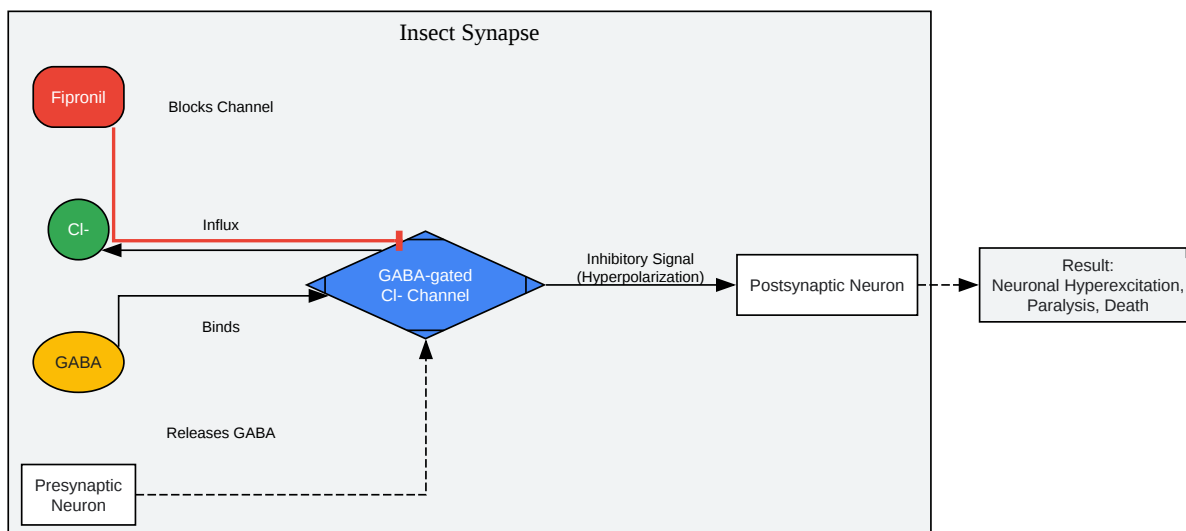 Insect Synapse
Fipronil
Blocks Channel
Cl-
Influx
GABA-gated
Cl- Channel
Inhibitory Signal
(Hyperpolarization)
Postsynaptic Neuron
Result:
Neuronal Hyperexcitation,
Paralysis, Death
Binds
GABA
Releases GABA
Presynaptic
Neuron